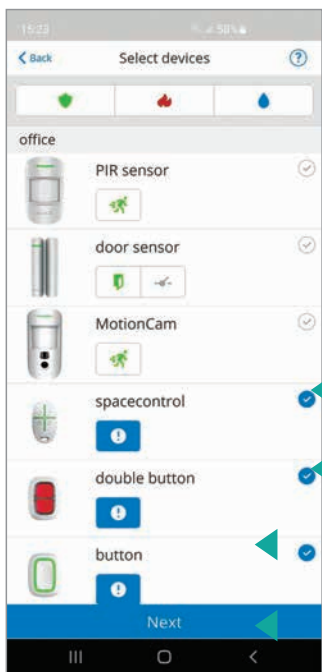 15:23 58%
Back Select devices ?
office
PIR sensor
door sensor
MotionCam
spacecontrol
double button
button
Next